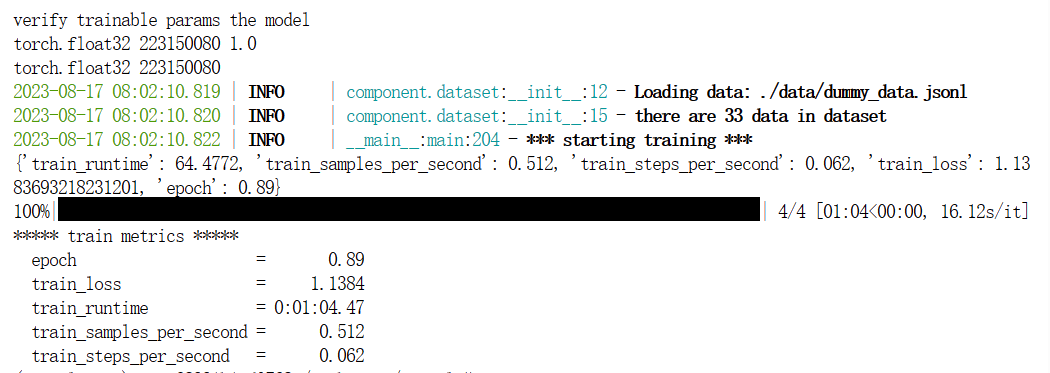 verify trainable params the model
torch.float32 223150080 1.0
torch.float32 223150080
2023-08-17 08:02:10.819 | INFO     | component.dataset:__init__:12 - Loading data: ./data/dummy_data.jsonl
2023-08-17 08:02:10.820 | INFO     | component.dataset:__init__:15 - there are 33 data in dataset
2023-08-17 08:02:10.822 | INFO     | __main__:main:204 - *** starting training ***
{'train_runtime': 64.4772, 'train_samples_per_second': 0.512, 'train_steps_per_second': 0.062, 'train_loss': 1.13
83693218231201, 'epoch': 0.89}
100%| | 4/4 [01:04<00:00, 16.12s/it]
***** train metrics *****
  epoch                    =       0.89
  train_loss               =     1.1384
  train_runtime            = 0:01:04.47
  train_samples_per_second =      0.512
  train_steps_per_second   =      0.062